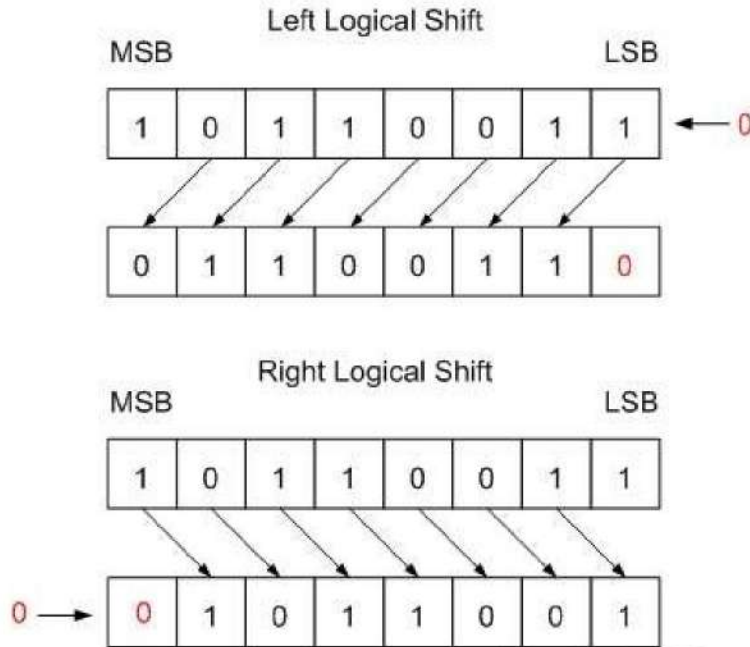 Left Logical Shift
MSB LSB
1 0 1 1 0 0 1 1 0
0 1 1 0 0 1 1 0
Right Logical Shift
MSB LSB
1 0 1 1 0 0 1 1
0 0 1 0 1 1 0 0 1